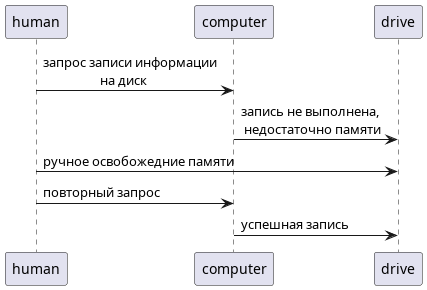 human
computer
drive
запрос записи информации
на диск
запись не выполнена,
недостаточно памяти
ручное освобожедние памяти
повторный запрос
успешная запись
human
computer
drive